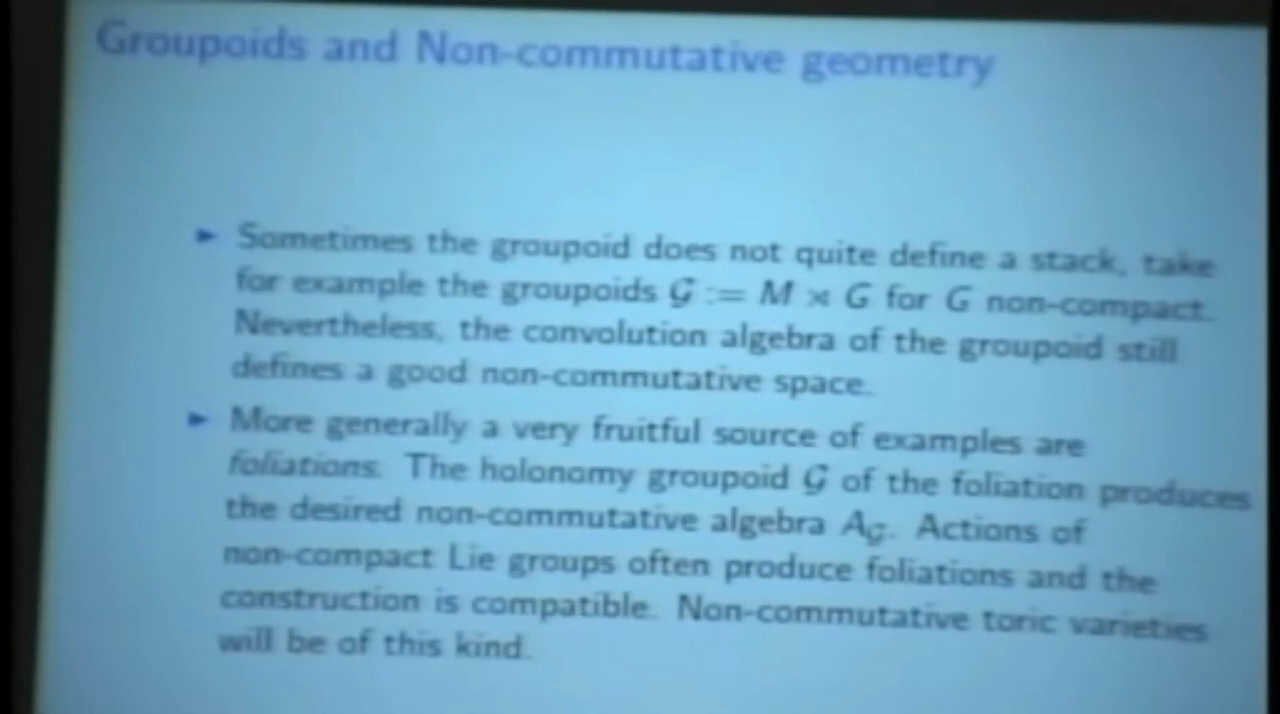 Groupoids and Non-commutative geometry
► Sometimes the groupoid does not quite define a stack, take
for example the groupoids 𝒢 := M ⋊ G for G non-compact.
Nevertheless, the convolution algebra of the groupoid still
defines a good non-commutative space.
► More generally a very fruitful source of examples are
foliations. The holonomy groupoid 𝒢 of the foliation produces
the desired non-commutative algebra A_𝒢. Actions of
non-compact Lie groups often produce foliations and the
construction is compatible. Non-commutative toric varieties
will be of this kind.